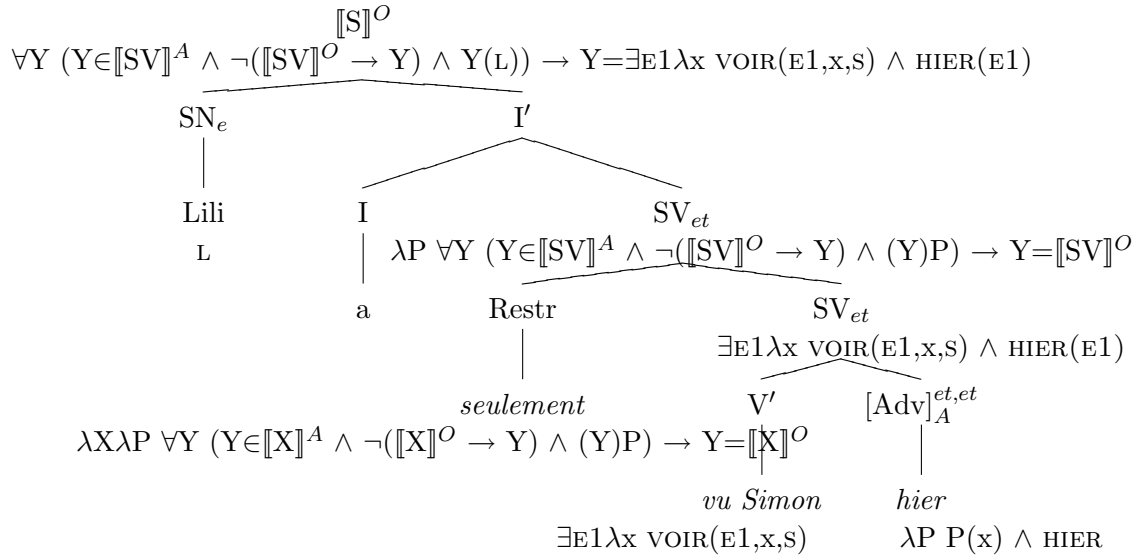 ⟦S⟧^O
∀Y (Y∈⟦SV⟧^A ∧ ¬(⟦SV⟧^O → Y) ∧ Y(L)) → Y=∃E1λx VOIR(E1,x,S) ∧ HIER(E1)
SN_e I′
Lili I SV_et
L λP ∀Y (Y∈⟦SV⟧^A ∧ ¬(⟦SV⟧^O → Y) ∧ (Y)P) → Y=⟦SV⟧^O
a Restr SV_et
∃E1λx VOIR(E1,x,S) ∧ HIER(E1)
seulement V′ [Adv]_A^{et,et}
λXλP ∀Y (Y∈⟦X⟧^A ∧ ¬(⟦X⟧^O → Y) ∧ (Y)P) → Y=⟦X⟧^O
vu Simon hier
∃E1λx VOIR(E1,x,S) λP P(x) ∧ HIER